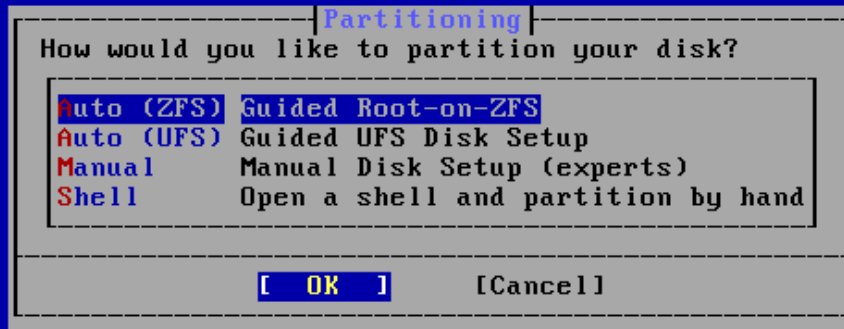 Partitioning
How would you like to partition your disk?
Auto (ZFS) Guided Root-on-ZFS
Auto (UFS) Guided UFS Disk Setup
Manual Manual Disk Setup (experts)
Shell Open a shell and partition by hand
[ OK ] [Cancel]